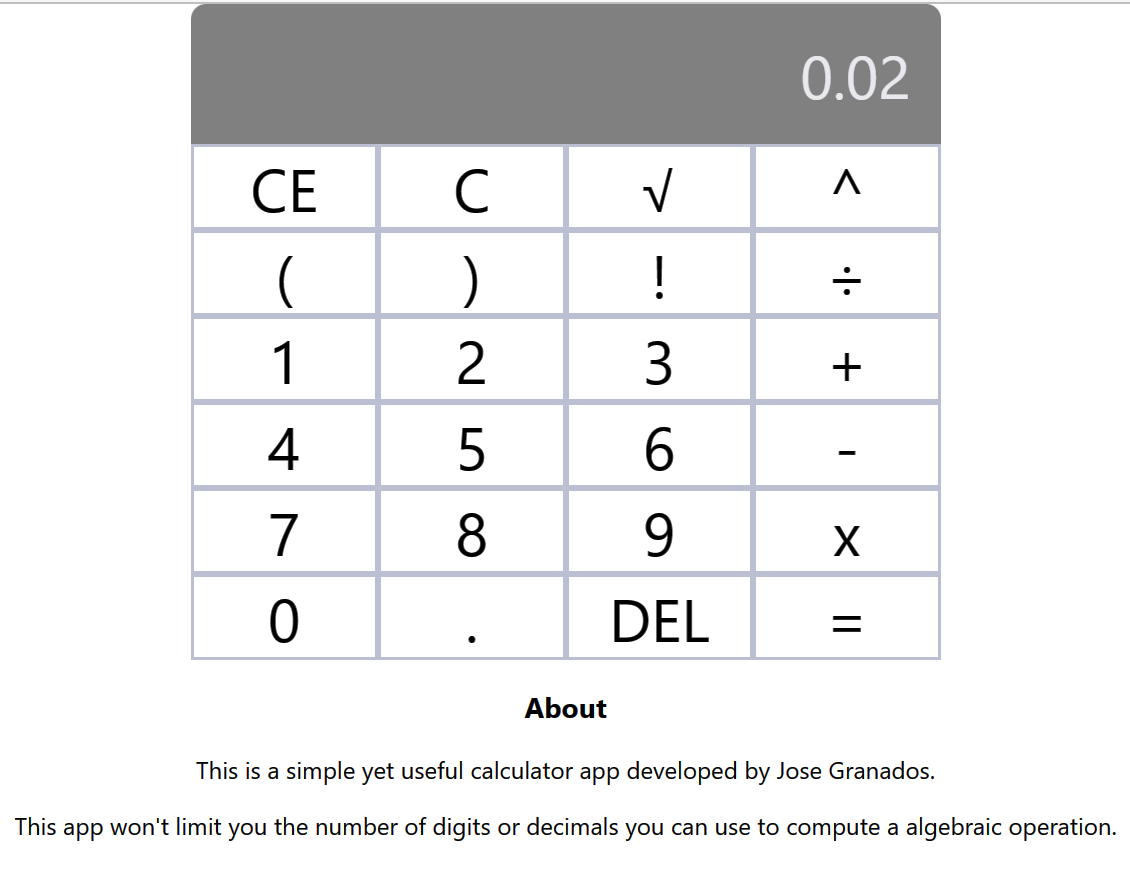 0.02
CE C √ ^
( ) ! ÷
1 2 3 +
4 5 6 -
7 8 9 x
0 . DEL =
About
This is a simple yet useful calculator app developed by Jose Granados.
This app won't limit you the number of digits or decimals you can use to compute a algebraic operation.